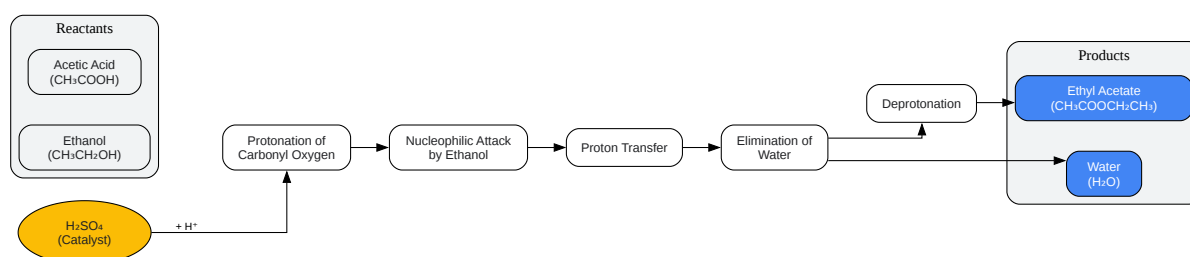 Reactants
Acetic Acid
(CH₃COOH)
Ethanol
(CH3CH₂OH)
H₂SO₄
(Catalyst)
+ H⁺
Protonation of
Carbonyl Oxygen
Nucleophilic Attack
by Ethanol
Proton Transfer
Elimination of
Water
Deprotonation
Products
Ethyl Acetate
(CH₃COOCH₂CH₃)
Water
(H₂O)